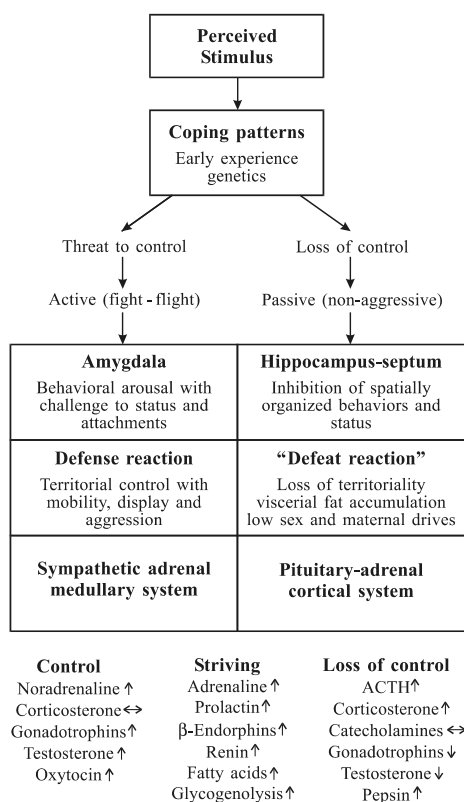 Perceived
Stimulus
Coping patterns
Early experience
genetics
Threat to control
Loss of control
Active (fight - flight)
Passive (non-aggressive)
Amygdala
Behavioral arousal with
challenge to status and
attachments
Hippocampus-septum
Inhibition of spatially
organized behaviors and
status
Defense reaction
Territorial control with
mobility, display and
aggression
“Defeat reaction”
Loss of territoriality
viscerial fat accumulation
low sex and maternal drives
Sympathetic adrenal
medullary system
Pituitary-adrenal
cortical system
Control
Noradrenaline ↑
Corticosterone ↔
Gonadotrophins ↑
Testosterone ↑
Oxytocin ↑
Striving
Adrenaline ↑
Prolactin ↑
β-Endorphins ↑
Renin ↑
Fatty acids ↑
Glycogenolysis ↑
Loss of control
ACTH ↑
Corticosterone ↑
Catecholamines ↔
Gonadotrophins ↓
Testosterone ↓
Pepsin ↑